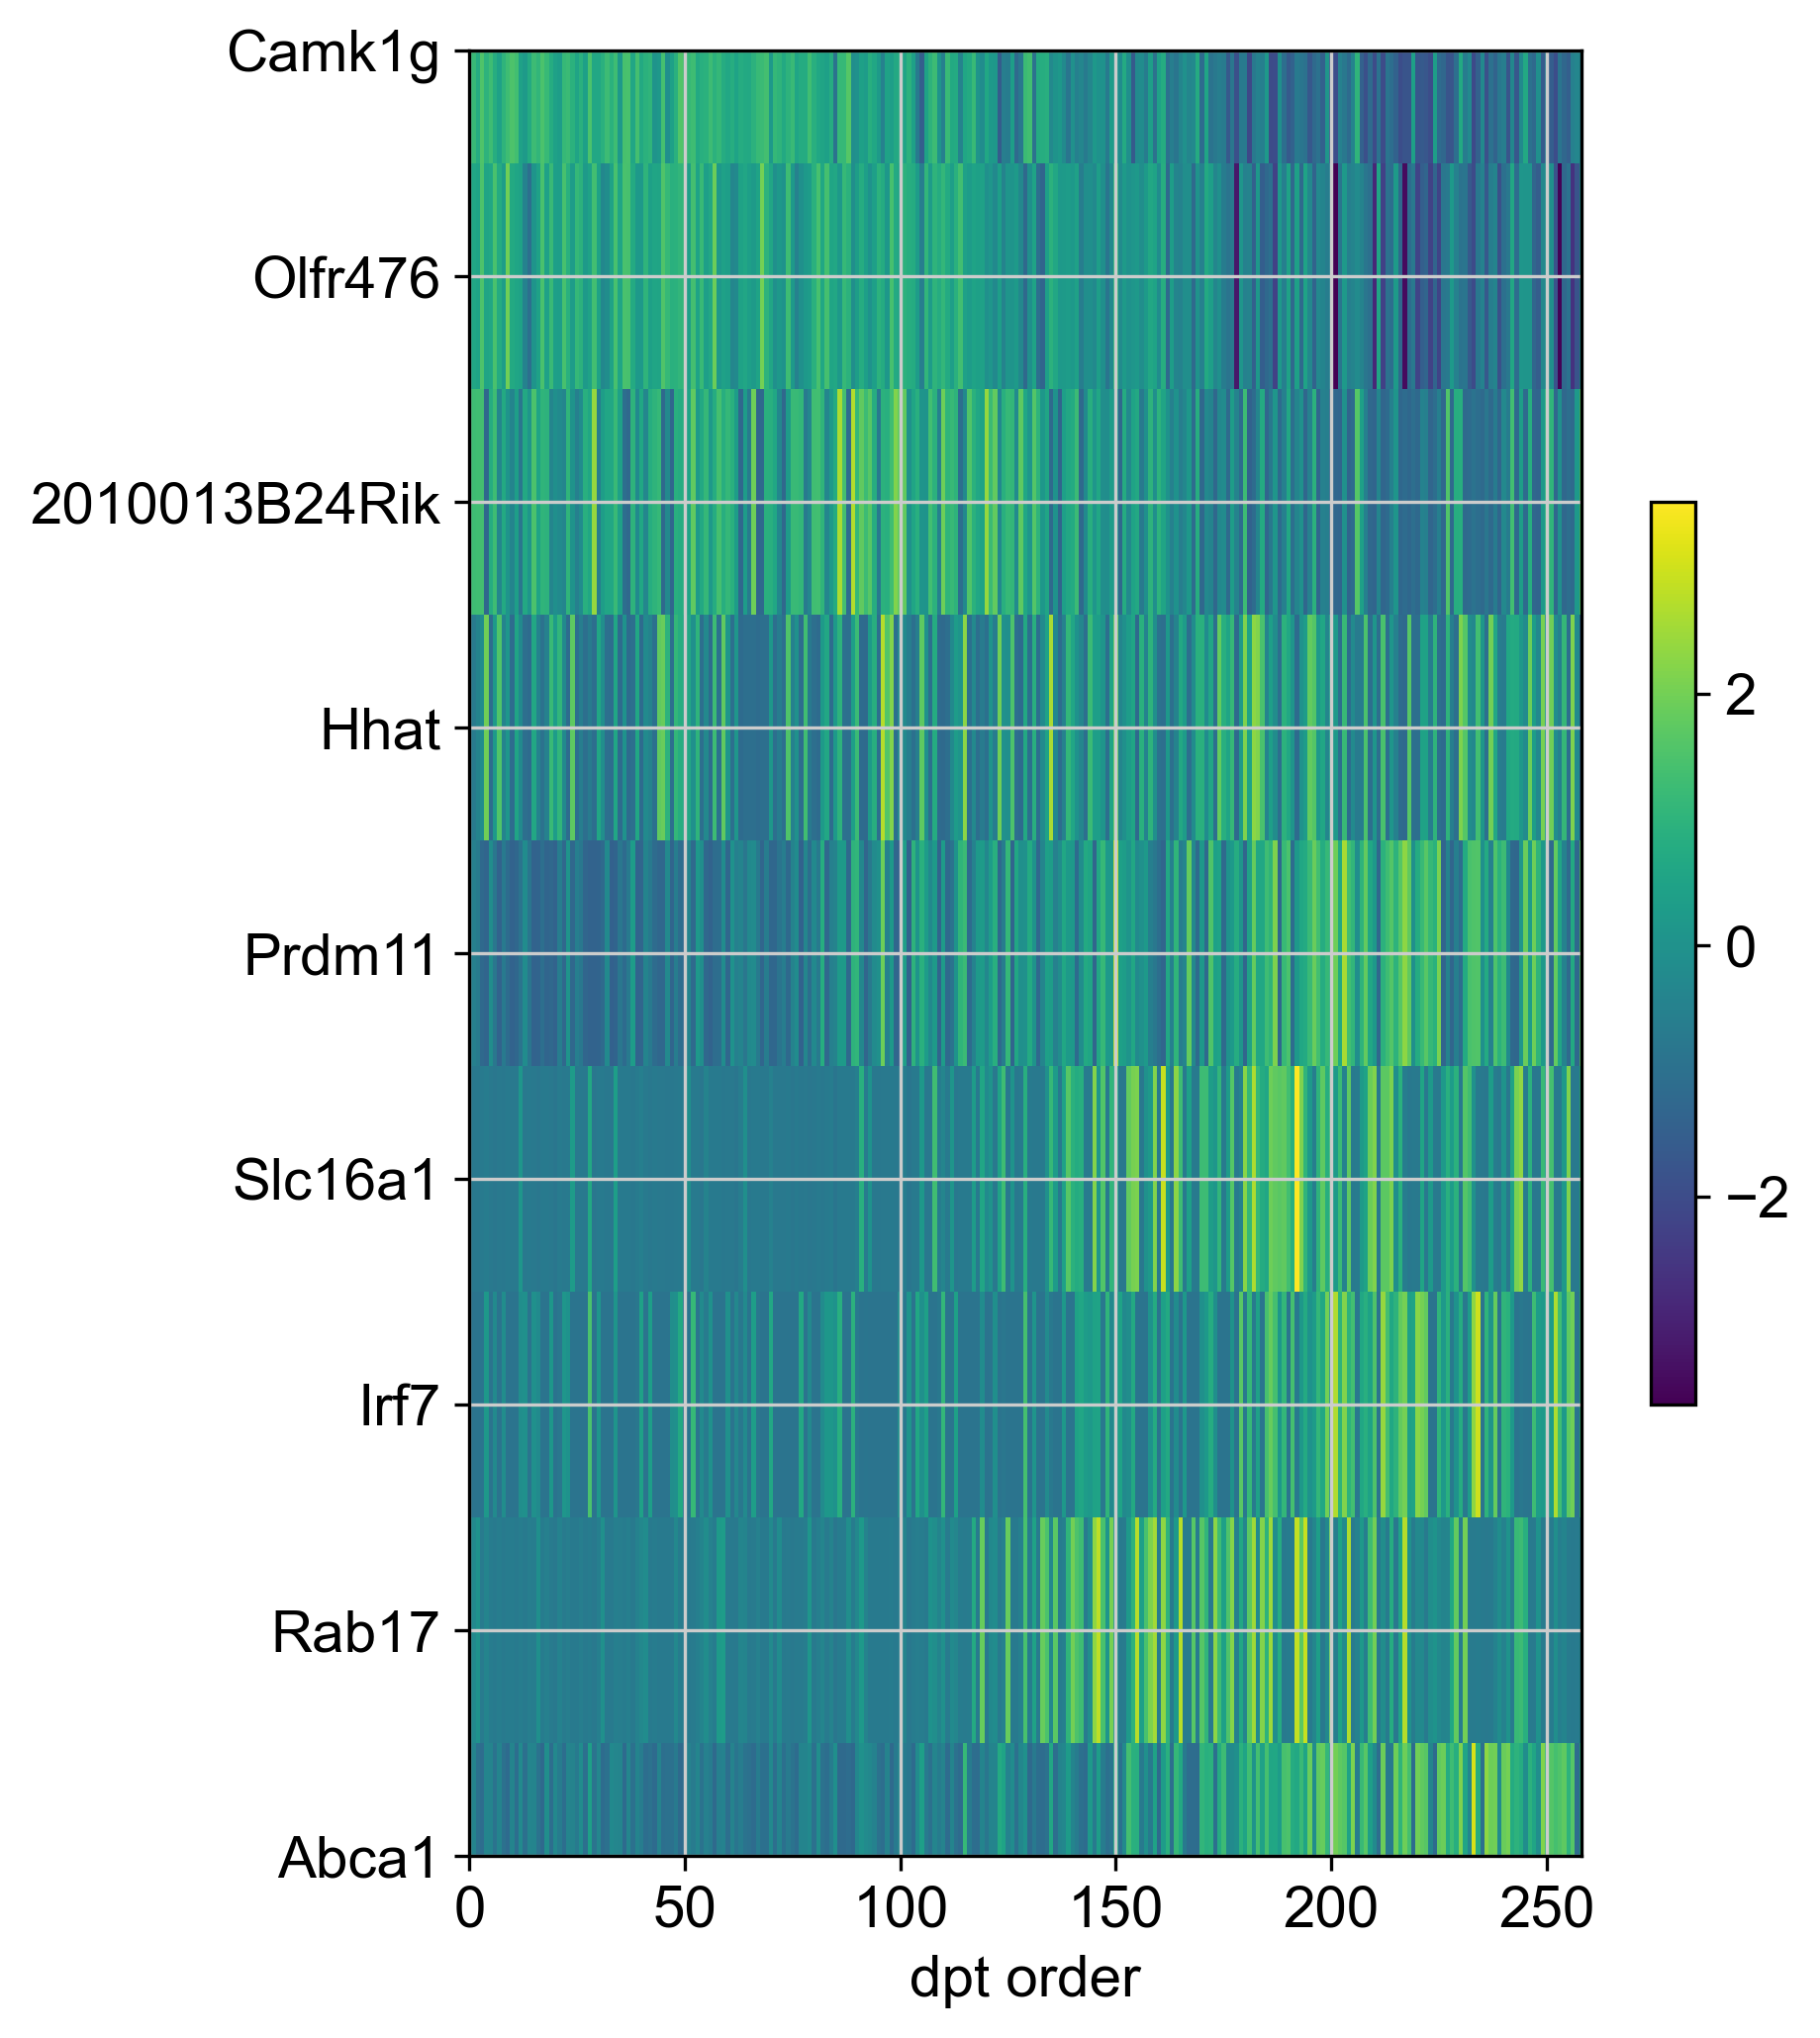 Camk1g
Olfr476
2010013B24Rik
Hhat
Prdm11
Slc16a1
Irf7
Rab17
Abca1
0 50 100 150 200 250
dpt order
2
0
−2